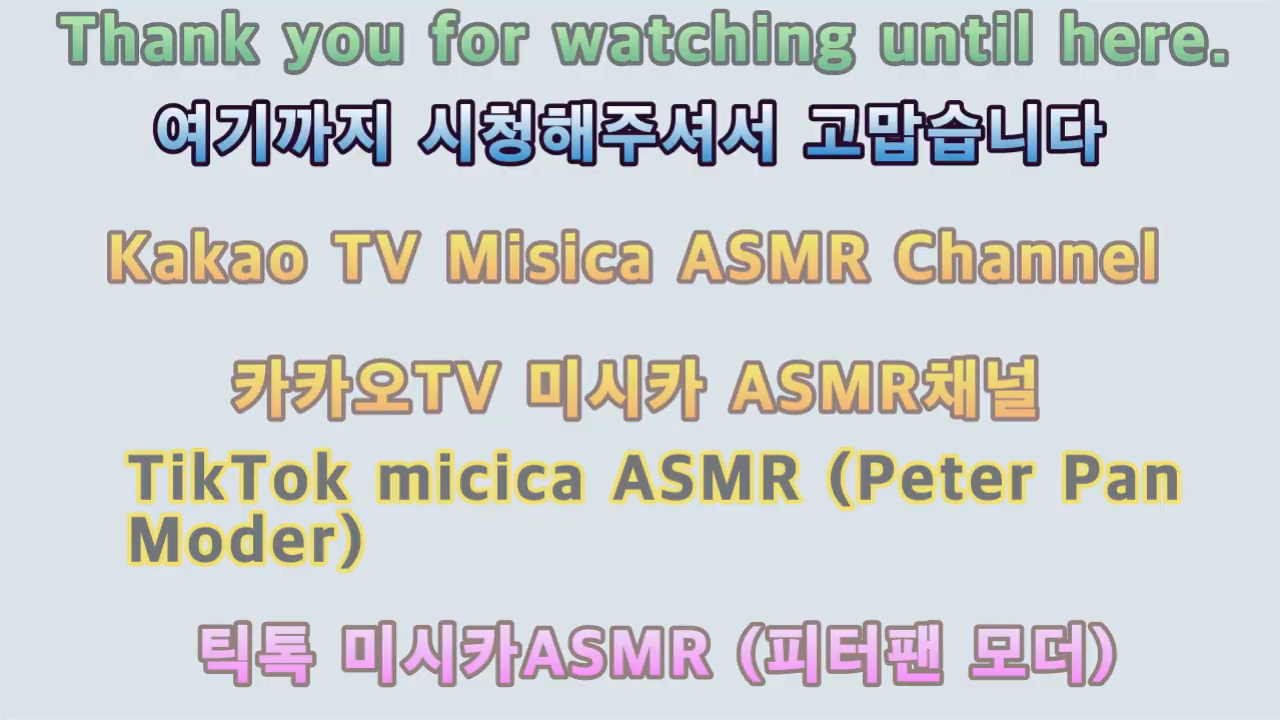 Thank you for watching until here.
여기까지 시청해주셔서 고맙습니다
Kakao TV Misica ASMR Channel
카카오TV 미시카 ASMR채널
TikTok micica ASMR (Peter Pan
Moder)
틱톡 미시카ASMR (피터팬 모더)